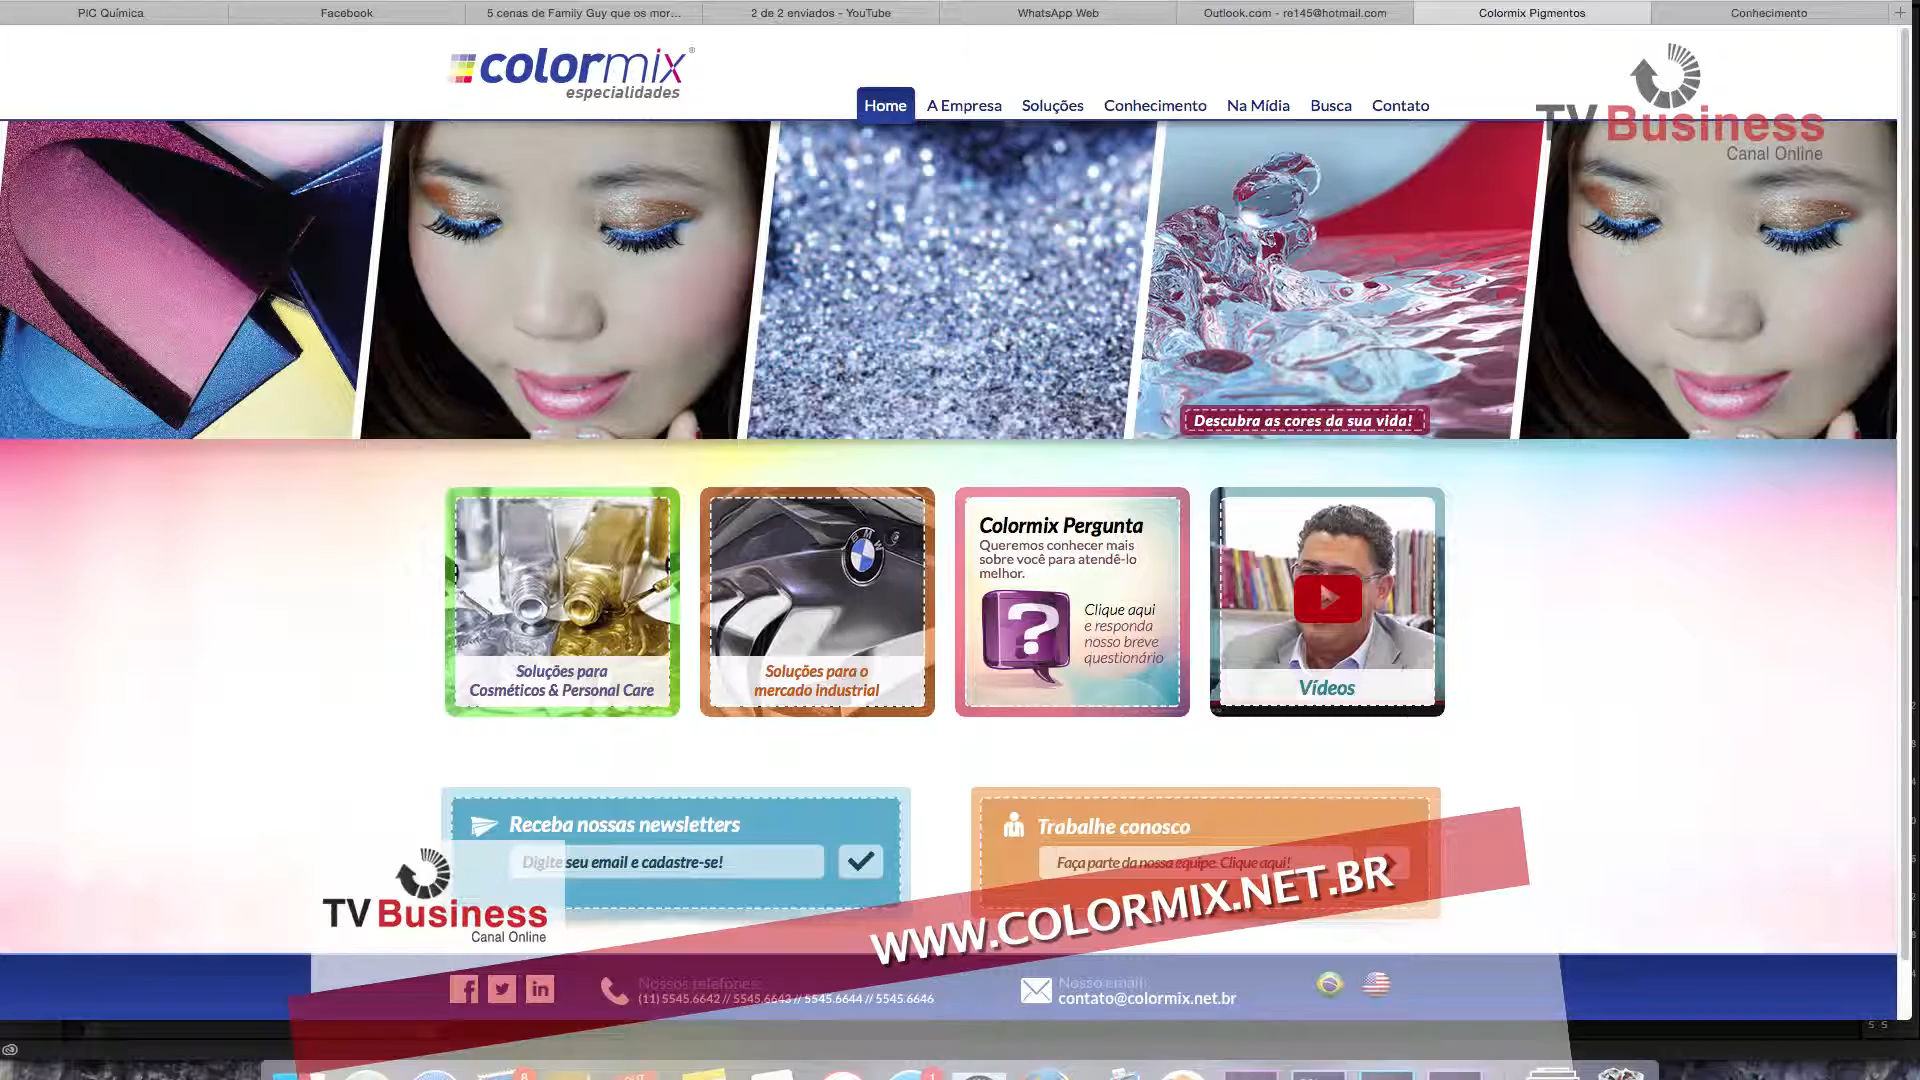 PIC Química
Facebook
5 cenas de Family Guy que os mor...
2 de 2 enviados - YouTube
WhatsApp Web
Outlook.com - re145@hotmail.com
Colormix Pigmentos
Conhecimento
colormix®
especialidades
Home
A Empresa
Soluções
Conhecimento
Na Mídia
Busca
Contato
TV Business
Canal Online
Descubra as cores da sua vida!
BMW
Soluções para
Cosméticos & Personal Care
Soluções para o
mercado industrial
Colormix Pergunta
Queremos conhecer mais
sobre você para atendê-lo
melhor.
?
Clique aqui
e responda
nosso breve
questionário
Vídeos
Receba nossas newsletters
Digite seu email e cadastre-se!
Trabalhe conosco
Faça parte da nossa equipe. Clique aqui!
TV Business
Canal Online
WWW.COLORMIX.NET.BR
Nossos telefones:
(11) 5545.6642 // 5545.6643 // 5545.6644 // 5545.6646
Nosso email:
contato@colormix.net.br